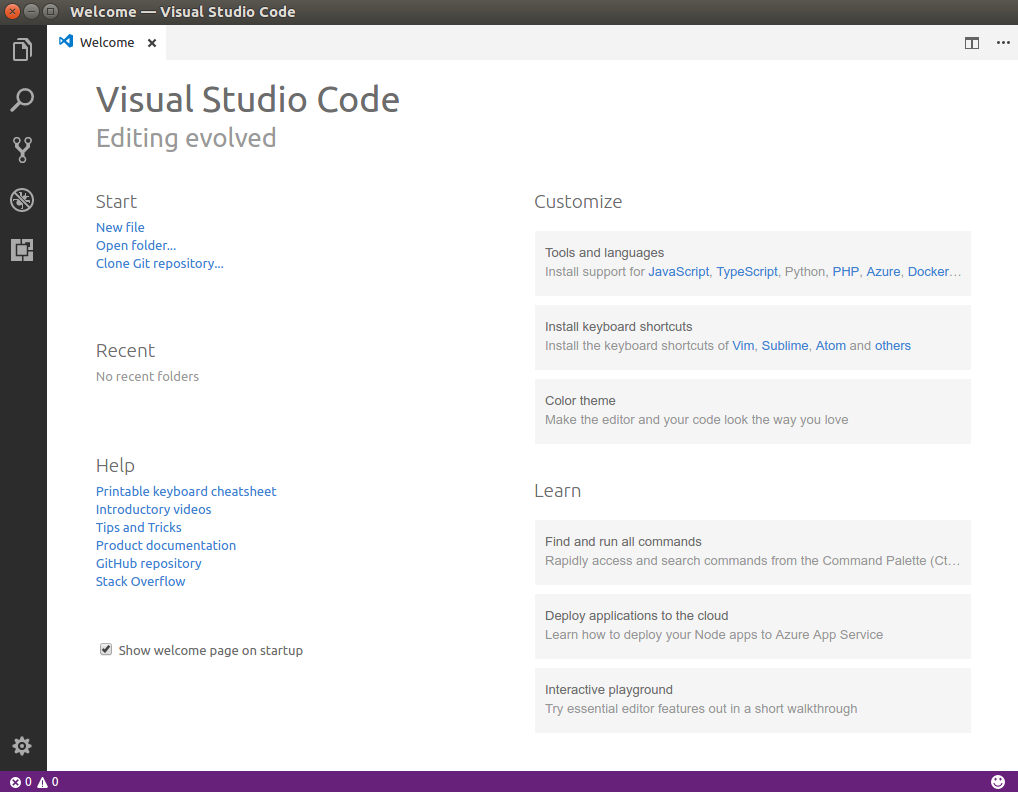 Welcome — Visual Studio Code
Welcome
Visual Studio Code
Editing evolved
Start
New file
Open folder...
Clone Git repository...
Recent
No recent folders
Help
Printable keyboard cheatsheet
Introductory videos
Tips and Tricks
Product documentation
GitHub repository
Stack Overflow
Show welcome page on startup
Customize
Tools and languages
Install support for JavaScript, TypeScript, Python, PHP, Azure, Docker…
Install keyboard shortcuts
Install the keyboard shortcuts of Vim, Sublime, Atom and others
Color theme
Make the editor and your code look the way you love
Learn
Find and run all commands
Rapidly access and search commands from the Command Palette (Ct…
Deploy applications to the cloud
Learn how to deploy your Node apps to Azure App Service
Interactive playground
Try essential editor features out in a short walkthrough
0 0